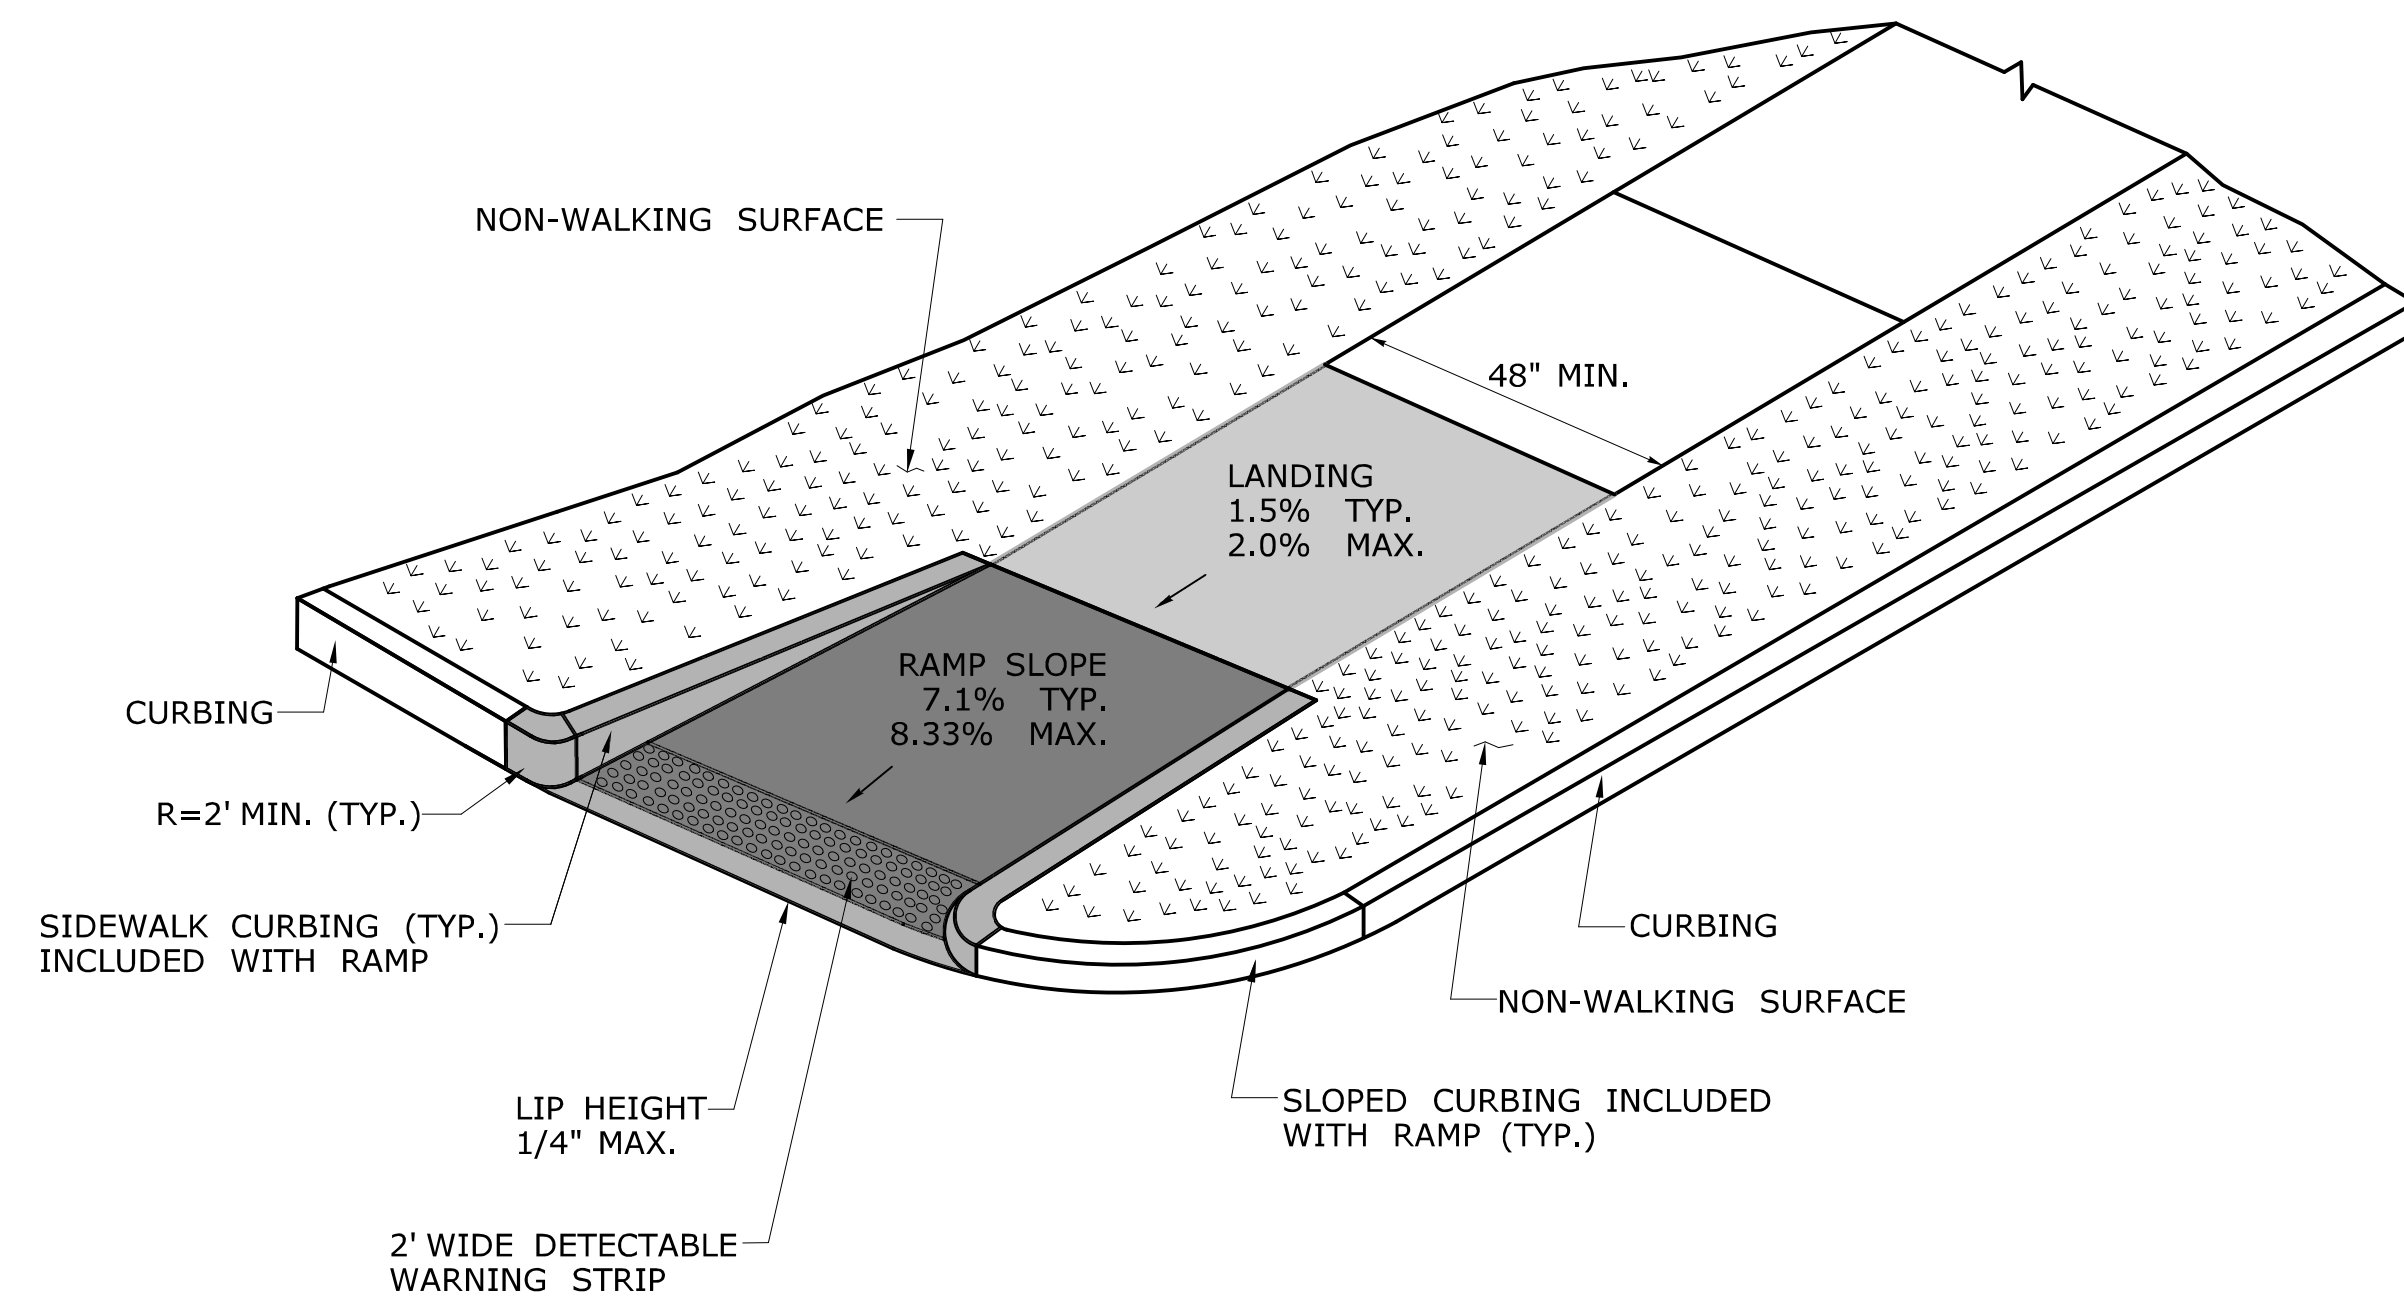 NON-WALKING SURFACE
48" MIN.
LANDING
1.5% TYP.
2.0% MAX.
RAMP SLOPE
7.1% TYP.
8.33% MAX.
CURBING
R=2' MIN. (TYP.)
SIDEWALK CURBING (TYP.)
INCLUDED WITH RAMP
CURBING
NON-WALKING SURFACE
LIP HEIGHT
1/4" MAX.
SLOPED CURBING INCLUDED
WITH RAMP (TYP.)
2' WIDE DETECTABLE
WARNING STRIP